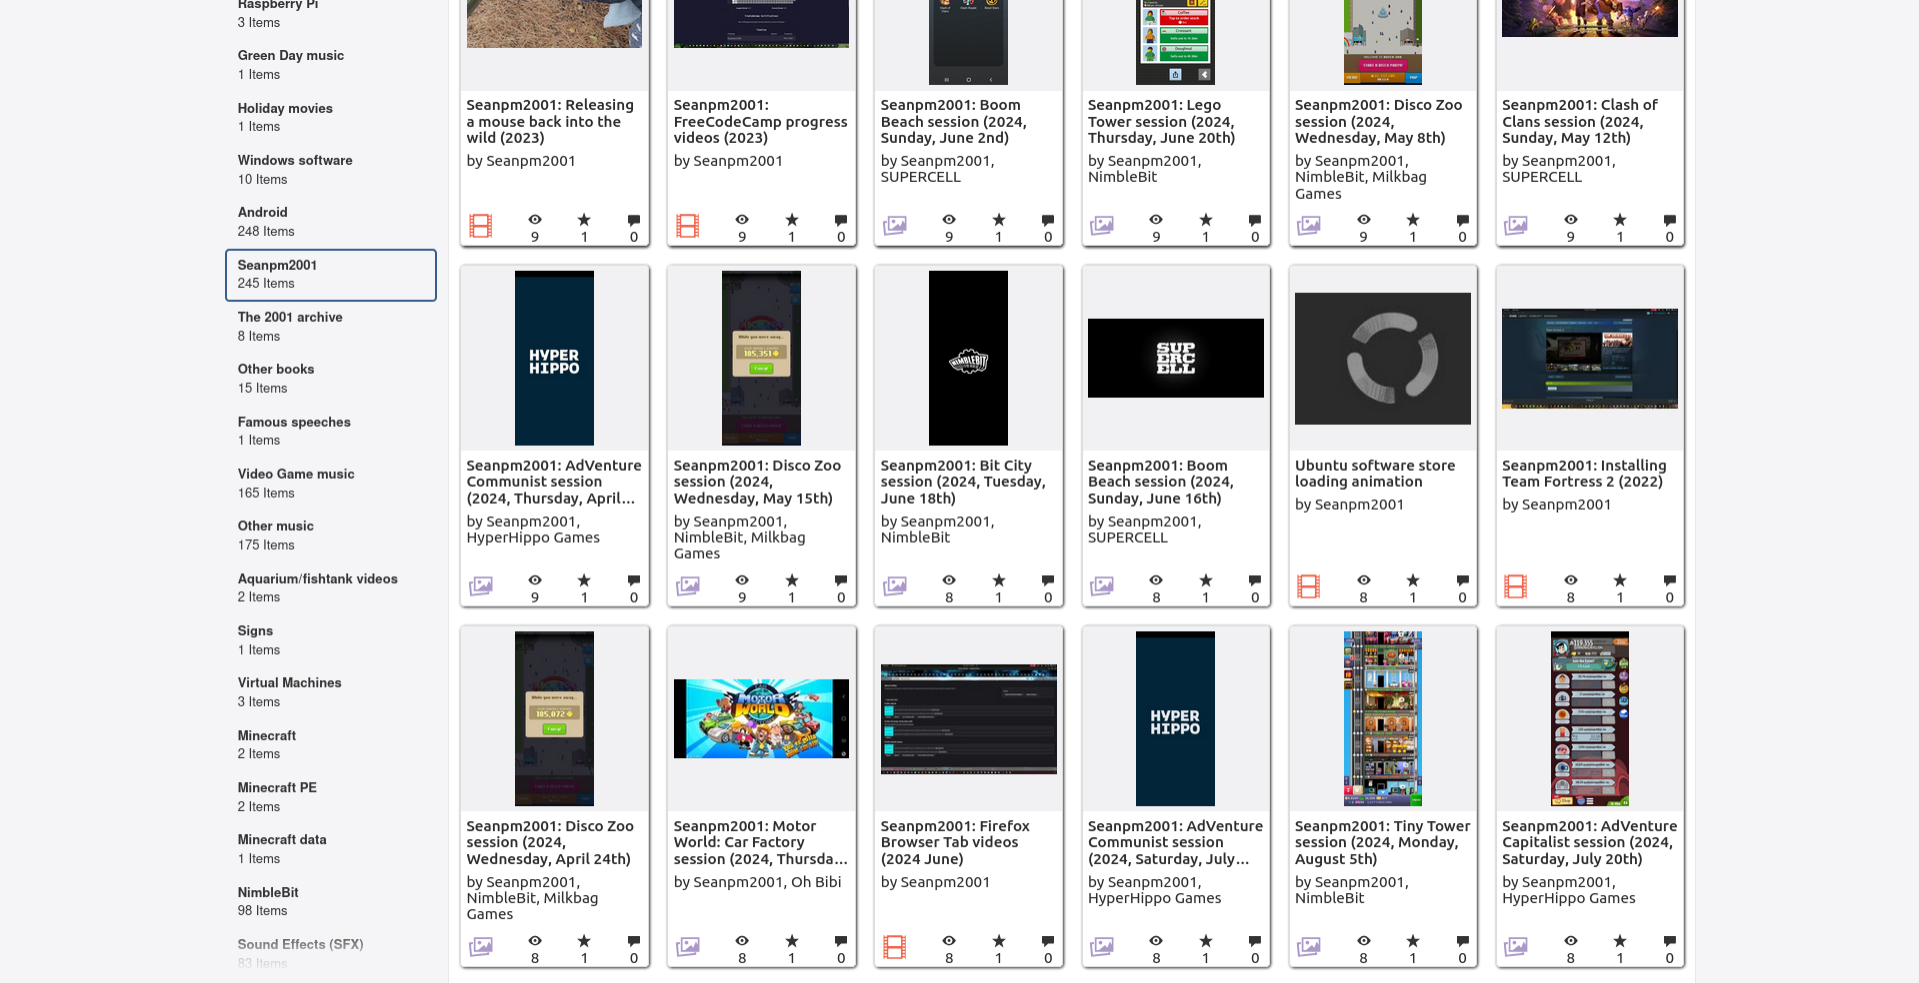 Raspberry Pi
3 Items
Green Day music
1 Items
Holiday movies
1 Items
Windows software
10 Items
Android
248 Items
Seanpm2001
245 Items
The 2001 archive
8 Items
Other books
15 Items
Famous speeches
1 Items
Video Game music
165 Items
Other music
175 Items
Aquarium/fishtank videos
2 Items
Signs
1 Items
Virtual Machines
3 Items
Minecraft
2 Items
Minecraft PE
2 Items
Minecraft data
1 Items
NimbleBit
98 Items
Sound Effects (SFX)
83 Items
Seanpm2001: Releasing
a mouse back into the
wild (2023)
by Seanpm2001
9 1 0
Seanpm2001:
FreeCodeCamp progress
videos (2023)
by Seanpm2001
9 1 0
Seanpm2001: Boom
Beach session (2024,
Sunday, June 2nd)
by Seanpm2001,
SUPERCELL
9 1 0
Seanpm2001: Lego
Tower session (2024,
Thursday, June 20th)
by Seanpm2001,
NimbleBit
9 1 0
Seanpm2001: Disco Zoo
session (2024,
Wednesday, May 8th)
by Seanpm2001,
NimbleBit, Milkbag
Games
9 1 0
Seanpm2001: Clash of
Clans session (2024,
Sunday, May 12th)
by Seanpm2001,
SUPERCELL
9 1 0
HYPER
HIPPO
Seanpm2001: AdVenture
Communist session
(2024, Thursday, April...
by Seanpm2001,
HyperHippo Games
9 1 0
While you were away...
185,351
Seanpm2001: Disco Zoo
session (2024,
Wednesday, May 15th)
by Seanpm2001,
NimbleBit, Milkbag
Games
9 1 0
NIMBLEBIT
Seanpm2001: Bit City
session (2024, Tuesday,
June 18th)
by Seanpm2001,
NimbleBit
8 1 0
SUP
ERC
ELL
Seanpm2001: Boom
Beach session (2024,
Sunday, June 16th)
by Seanpm2001,
SUPERCELL
8 1 0
Ubuntu software store
loading animation
by Seanpm2001
8 1 0
Seanpm2001: Installing
Team Fortress 2 (2022)
by Seanpm2001
8 1 0
While you were away...
185,072
Seanpm2001: Disco Zoo
session (2024,
Wednesday, April 24th)
by Seanpm2001,
NimbleBit, Milkbag
Games
8 1 0
MOTOR
WORLD
Seanpm2001: Motor
World: Car Factory
session (2024, Thursda...
by Seanpm2001, Oh Bibi
8 1 0
Seanpm2001: Firefox
Browser Tab videos
(2024 June)
by Seanpm2001
8 1 0
HYPER
HIPPO
Seanpm2001: AdVenture
Communist session
(2024, Saturday, July...
by Seanpm2001,
HyperHippo Games
8 1 0
Seanpm2001: Tiny Tower
session (2024, Monday,
August 5th)
by Seanpm2001,
NimbleBit
8 1 0
Seanpm2001: AdVenture
Capitalist session (2024,
Saturday, July 20th)
by Seanpm2001,
HyperHippo Games
8 1 0